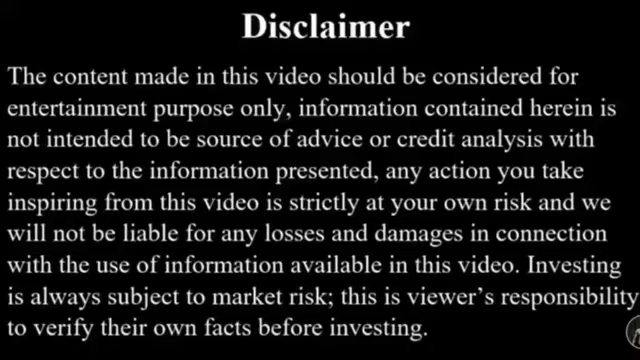 Disclaimer
The content made in this video should be considered for
entertainment purpose only, information contained herein is
not intended to be source of advice or credit analysis with
respect to the information presented, any action you take
inspiring from this video is strictly at your own risk and we
will not be liable for any losses and damages in connection
with the use of information available in this video. Investing
is always subject to market risk; this is viewer's responsibility
to verify their own facts before investing.